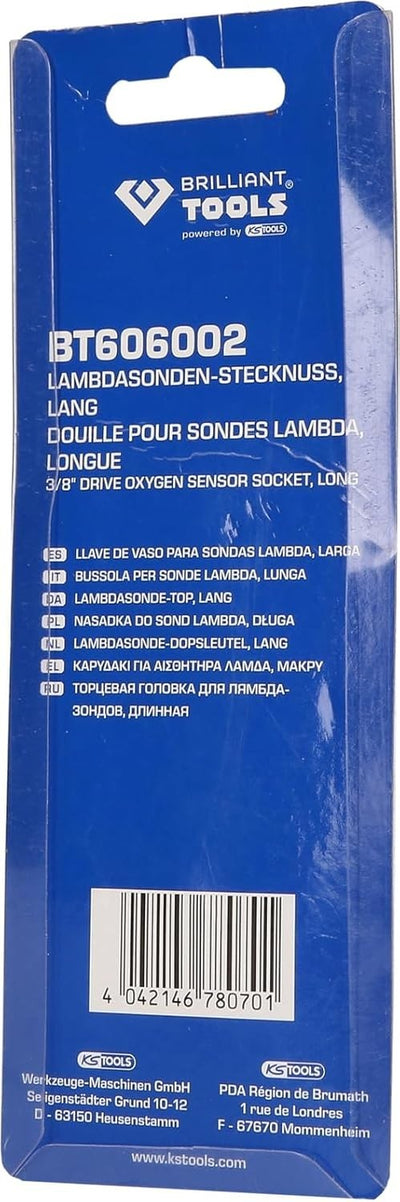 BRILLIANT
TOOLS®
powered by KS TOOLS
BT606002
LAMBDASONDEN-STECKNUSS,
LANG
DOUILLE POUR SONDES LAMBDA,
LONGUE
3/8" DRIVE OXYGEN SENSOR SOCKET, LONG
ES LLAVE DE VASO PARA SONDAS LAMBDA, LARGA
IT BUSSOLA PER SONDE LAMBDA, LUNGA
DA LAMBDASONDE-TOP, LANG
PL NASADKA DO SOND LAMBDA, DŁUGA
NL LAMBDASONDE-DOPSLEUTEL, LANG
EL ΚΑΡΥΔΑΚΙ ΓΙΑ ΑΙΣΘΗΤΗΡΑ ΛΑΜΔΑ, ΜΑΚΡΥ
RU ТОРЦЕВАЯ ГОЛОВКА ДЛЯ ЛЯМБДА-
ЗОНДОВ, ДЛИННАЯ
4 042146 780701
KS TOOLS
Werkzeuge-Maschinen GmbH
Seligenstädter Grund 10-12
D - 63150 Heusenstamm
KS TOOLS
PDA Région de Brumath
1 rue de Londres
F - 67670 Mommenheim
www.kstools.com